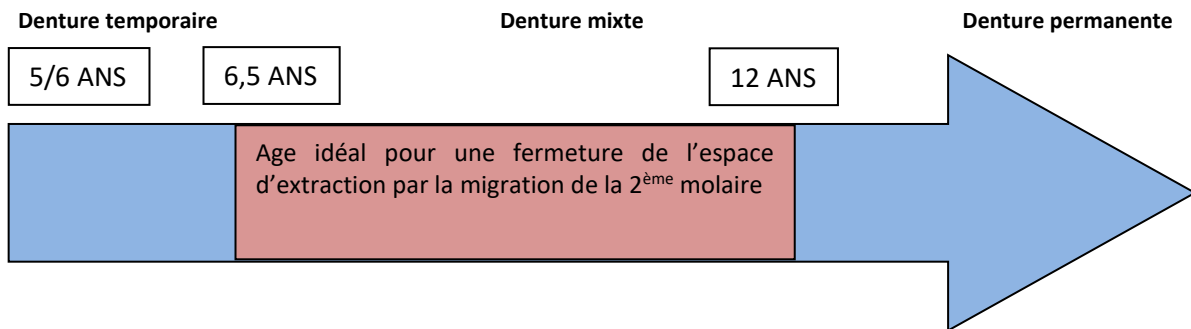 Denture temporaire
Denture mixte
Denture permanente
5/6 ANS
6,5 ANS
12 ANS
Age idéal pour une fermeture de l’espace
d’extraction par la migration de la 2ème molaire